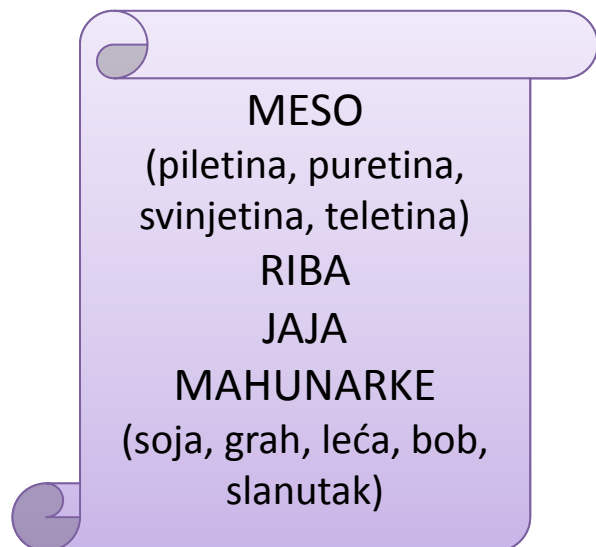 MESO
(piletina, puretina,
svinjetina, teletina)
RIBA
JAJA
MAHUNARKE
(soja, grah, leća, bob,
slanutak)